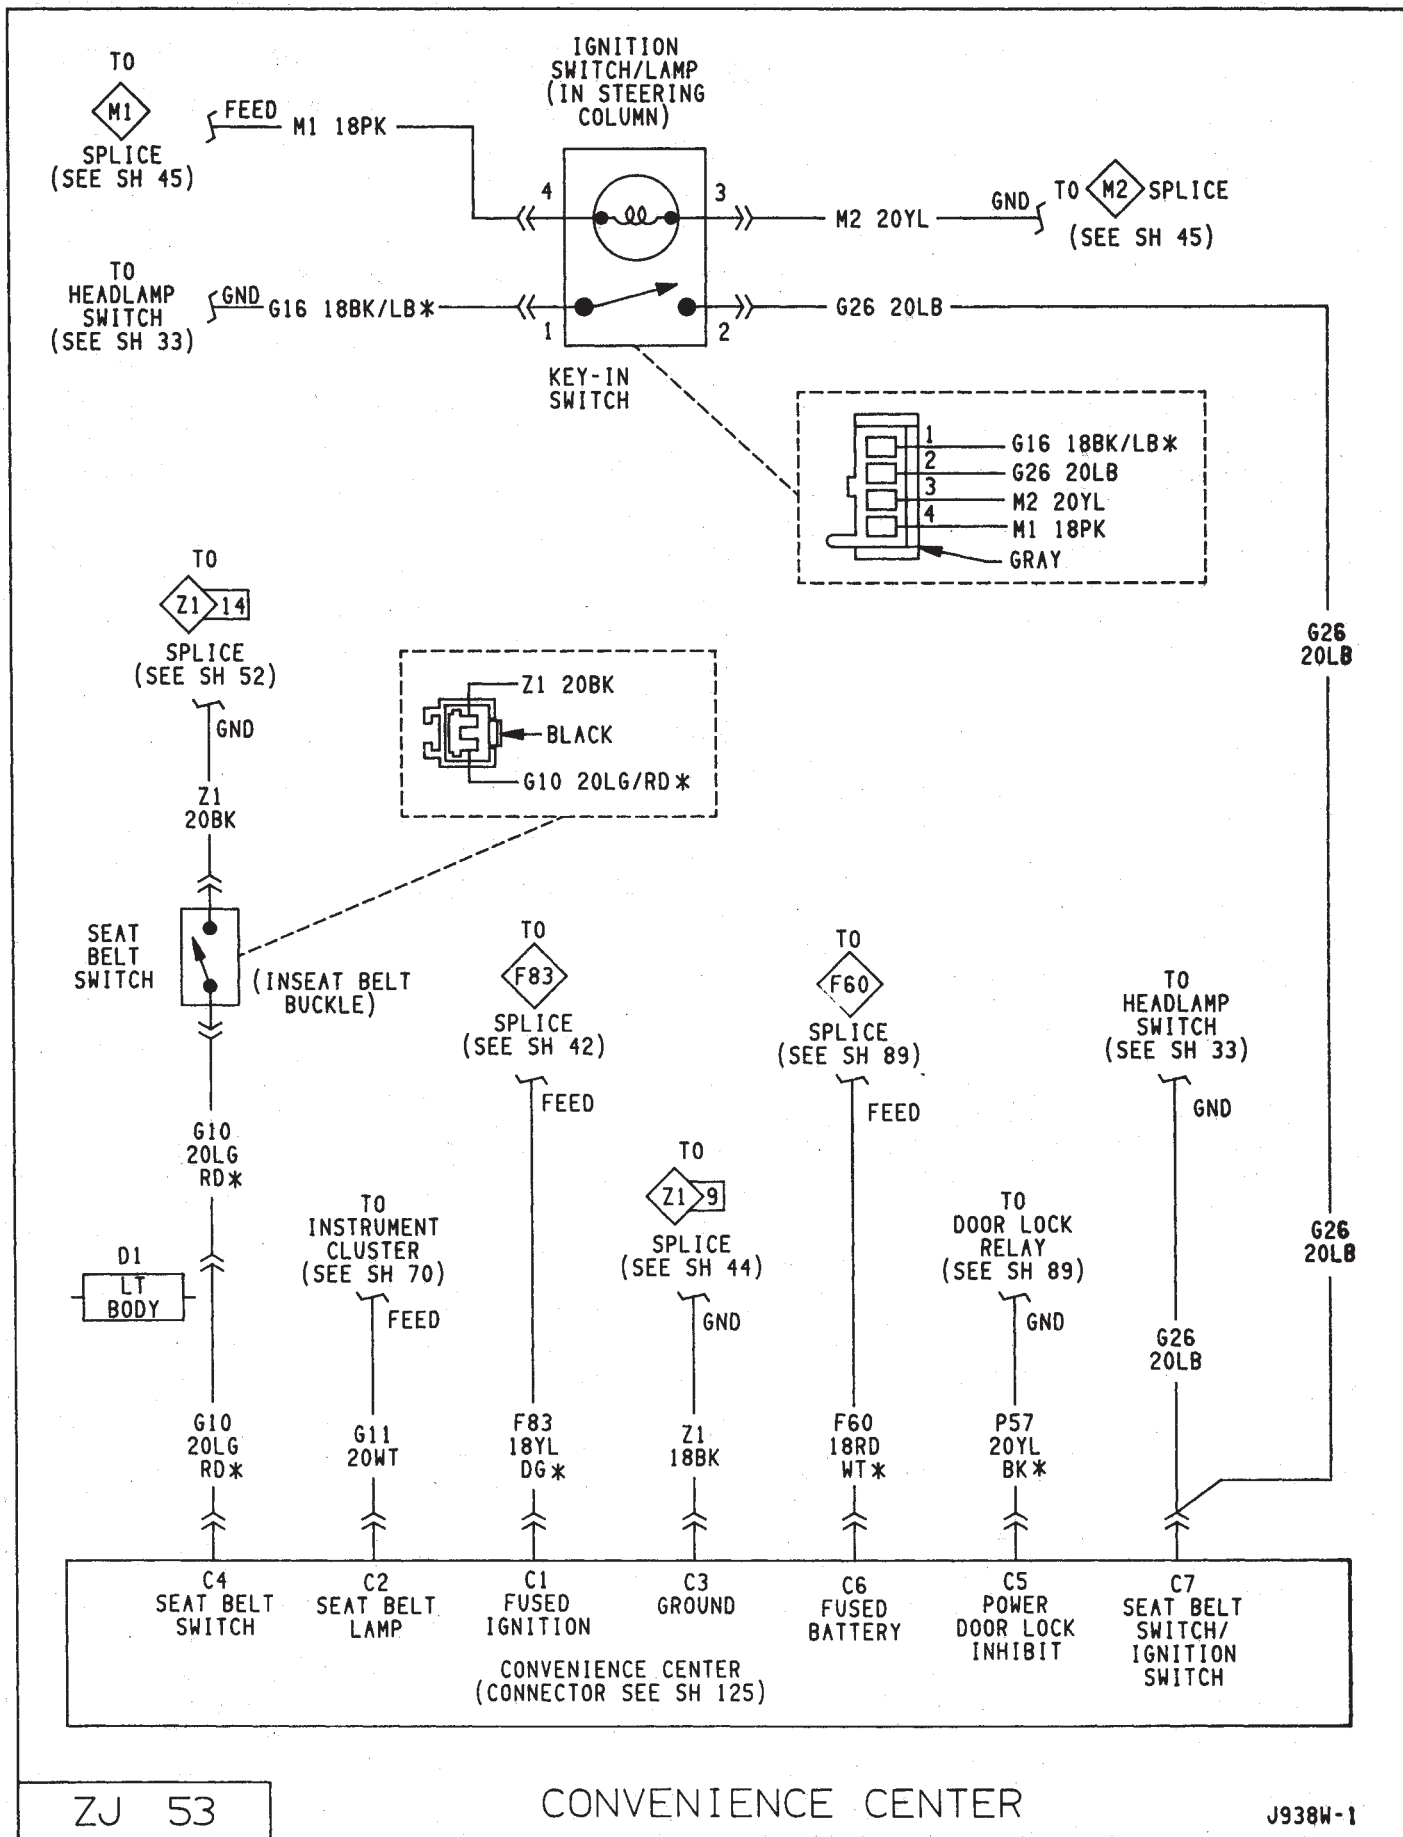 TO
M1
SPLICE
(SEE SH 45)
FEED
M1 18PK
IGNITION
SWITCH/LAMP
(IN STEERING
COLUMN)
4
3
M2 20YL
GND
TO M2 SPLICE
(SEE SH 45)
TO
HEADLAMP
SWITCH
(SEE SH 33)
GND
G16 18BK/LB*
1
2
G26 20LB
KEY-IN
SWITCH
1
G16 18BK/LB*
2
G26 20LB
3
M2 20YL
4
M1 18PK
GRAY
TO
Z1 14
SPLICE
(SEE SH 52)
GND
Z1
20BK
Z1 20BK
BLACK
G10 20LG/RD*
G26
20LB
SEAT
BELT
SWITCH
(INSEAT BELT
BUCKLE)
G10
20LG
RD*
D1
LT
BODY
G10
20LG
RD*
TO
INSTRUMENT
CLUSTER
(SEE SH 70)
FEED
G11
20WT
TO
F83
SPLICE
(SEE SH 42)
FEED
F83
18YL
DG*
TO
Z1 9
SPLICE
(SEE SH 44)
GND
Z1
18BK
TO
F60
SPLICE
(SEE SH 89)
FEED
F60
18RD
WT*
TO
DOOR LOCK
RELAY
(SEE SH 89)
GND
P57
20YL
BK*
TO
HEADLAMP
SWITCH
(SEE SH 33)
GND
G26
20LB
G26
20LB
C4
SEAT BELT
SWITCH
C2
SEAT BELT
LAMP
C1
FUSED
IGNITION
C3
GROUND
C6
FUSED
BATTERY
C5
POWER
DOOR LOCK
INHIBIT
C7
SEAT BELT
SWITCH/
IGNITION
SWITCH
CONVENIENCE CENTER
(CONNECTOR SEE SH 125)
ZJ 53
CONVENIENCE CENTER
J938W-1